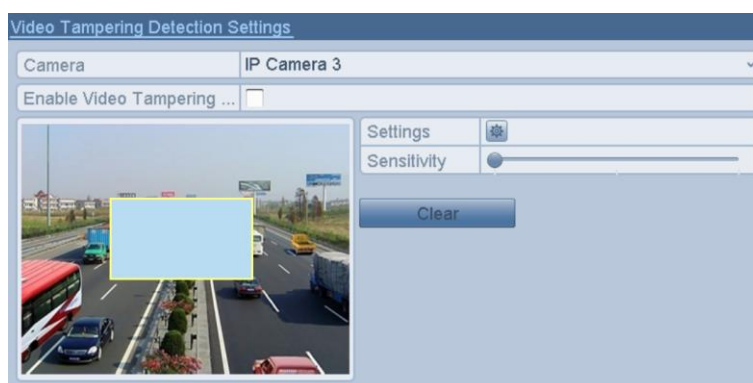 Video Tampering Detection Settings
Camera
IP Camera 3
Enable Video Tampering ...
Settings
Sensitivity
Clear